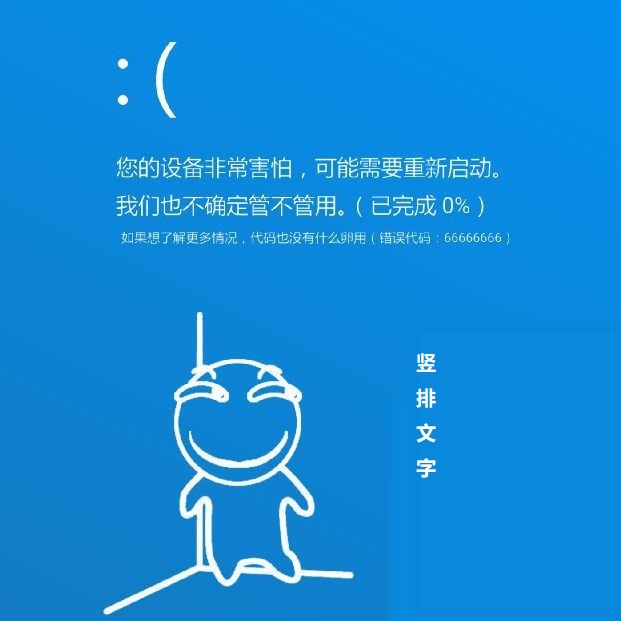 :(
您的设备非常害怕，可能需要重新启动。
我们也不确定管不管用。（已完成 0%）
如果想了解更多情况，代码也没有什么卵用（错误代码：66666666）
竖排文字